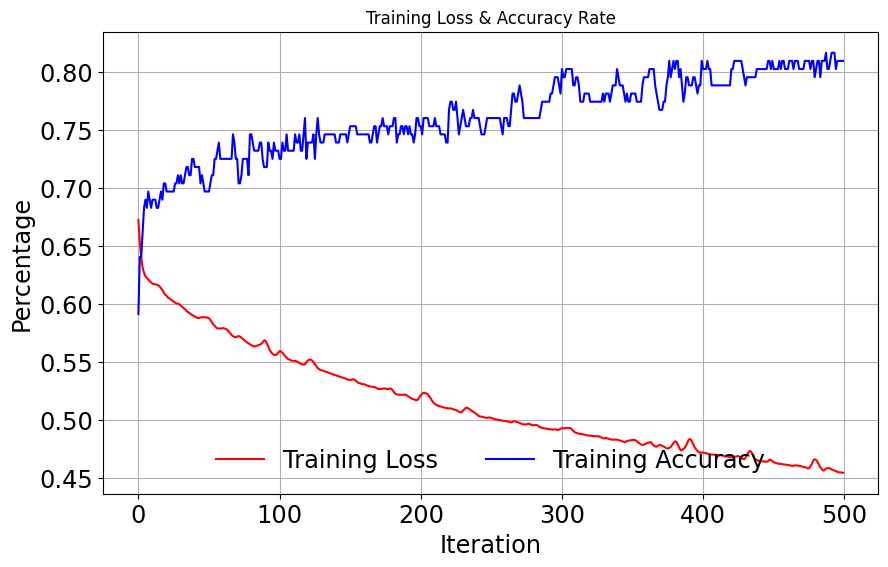 Training Loss & Accuracy Rate
Percentage
0.80
0.75
0.70
0.65
0.60
0.55
0.50
0.45
Training Loss
Training Accuracy
0 100 200 300 400 500
Iteration